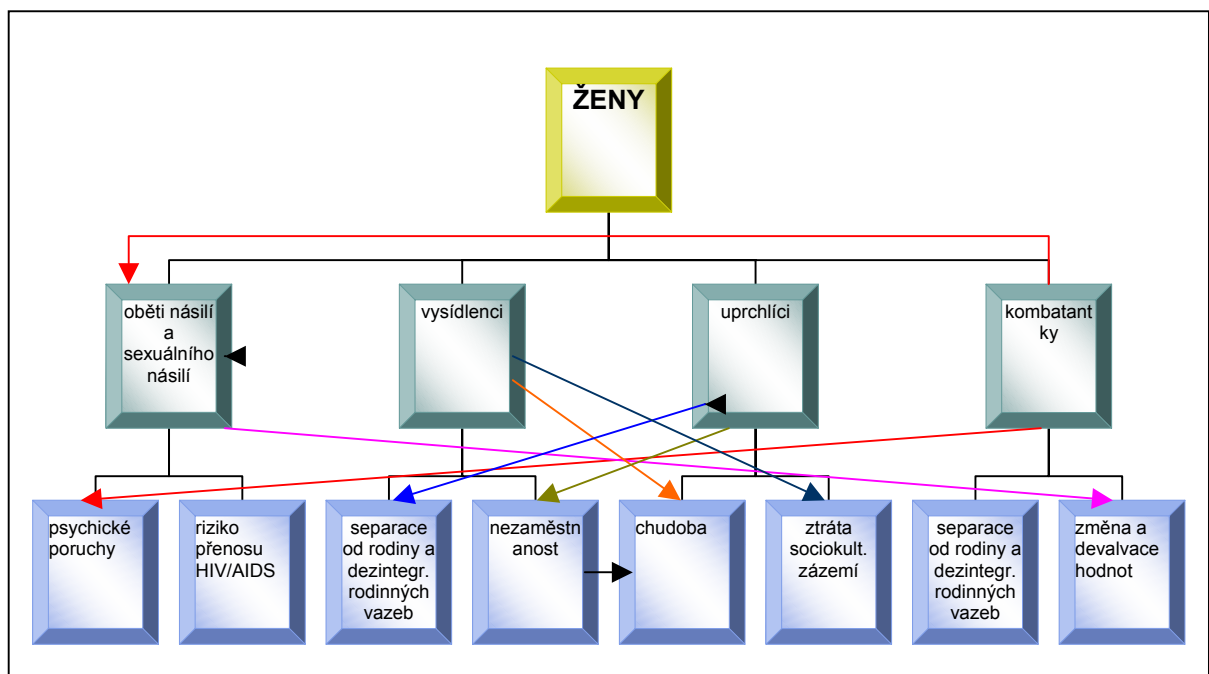 ŽENY
oběti násilí
a
sexuálního
násilí
vysídlenci
uprchlíci
kombatant
ky
psychické
poruchy
riziko
přenosu
HIV/AIDS
separace
od rodiny a
dezintegr.
rodinných
vazeb
nezaměstn
anost
chudoba
ztráta
sociokult.
zázemí
separace
od rodiny a
dezintegr.
rodinných
vazeb
změna a
devalvace
hodnot